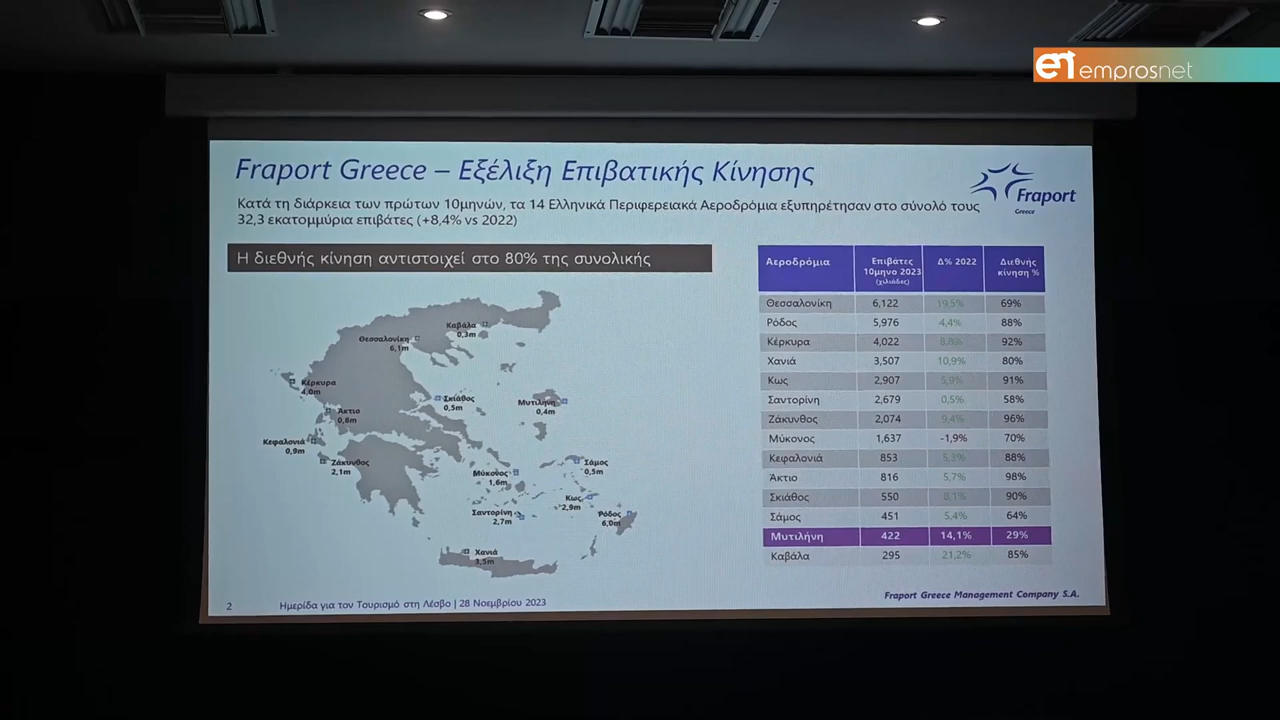 emprosnet
Fraport Greece – Εξέλιξη Επιβατικής Κίνησης
Fraport
Greece
Κατά τη διάρκεια των πρώτων 10μηνών, τα 14 Ελληνικά Περιφερειακά Αεροδρόμια εξυπηρέτησαν στο σύνολό τους
32,3 εκατομμύρια επιβάτες (+8,4% vs 2022)
Η διεθνής κίνηση αντιστοιχεί στο 80% της συνολικής
Καβάλα
0,3m
Θεσσαλονίκη
6,1m
Κέρκυρα
4,0m
Σκιάθος
0,5m
Μυτιλήνη
0,4m
Άκτιο
0,8m
Κεφαλονιά
0,9m
Ζάκυνθος
2,1m
Σάμος
0,5m
Μύκονος
1,6m
Κως
2,9m
Σαντορίνη
2,7m
Ρόδος
6,0m
Χανιά
3,5m
Αεροδρόμια Επιβάτες 10μηνο 2023 (χιλιάδες) Δ% 2022 Διεθνής κίνηση %
Θεσσαλονίκη 6,122 19,5% 69%
Ρόδος 5,976 4,4% 88%
Κέρκυρα 4,022 8,8% 92%
Χανιά 3,507 10,9% 80%
Κως 2,907 5,9% 91%
Σαντορίνη 2,679 0,5% 58%
Ζάκυνθος 2,074 9,4% 96%
Μύκονος 1,637 -1,9% 70%
Κεφαλονιά 853 5,3% 88%
Άκτιο 816 5,7% 98%
Σκιάθος 550 8,1% 90%
Σάμος 451 5,4% 64%
Μυτιλήνη 422 14,1% 29%
Καβάλα 295 21,2% 85%
2 Ημερίδα για τον Τουρισμό στη Λέσβο | 28 Νοεμβρίου 2023
Fraport Greece Management Company S.A.